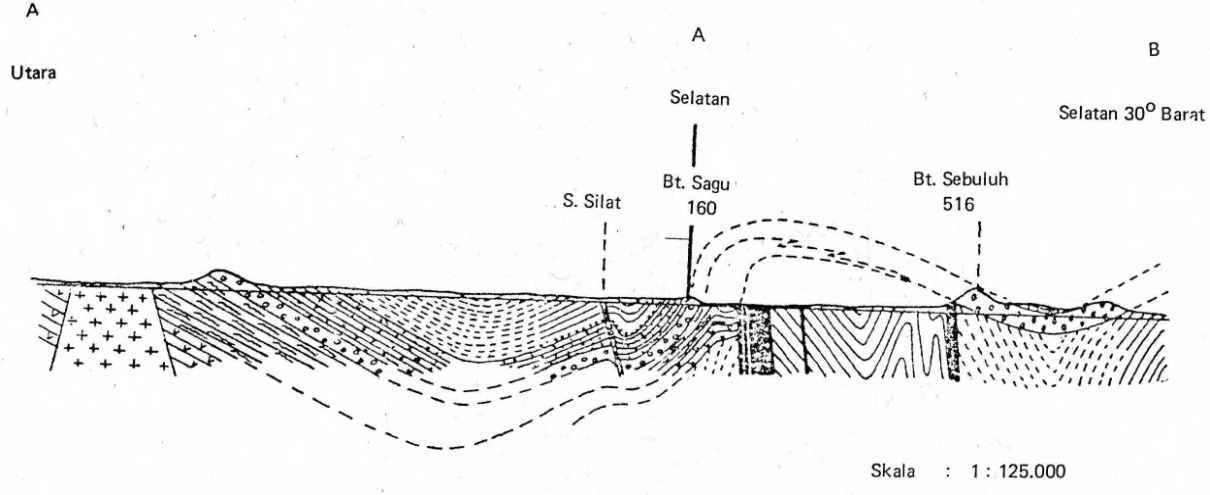 A
A
B
Utara
Selatan
Selatan 30° Barat
S. Silat
Bt. Sagu
160
Bt. Sebuluh
516
Skala : 1 : 125.000